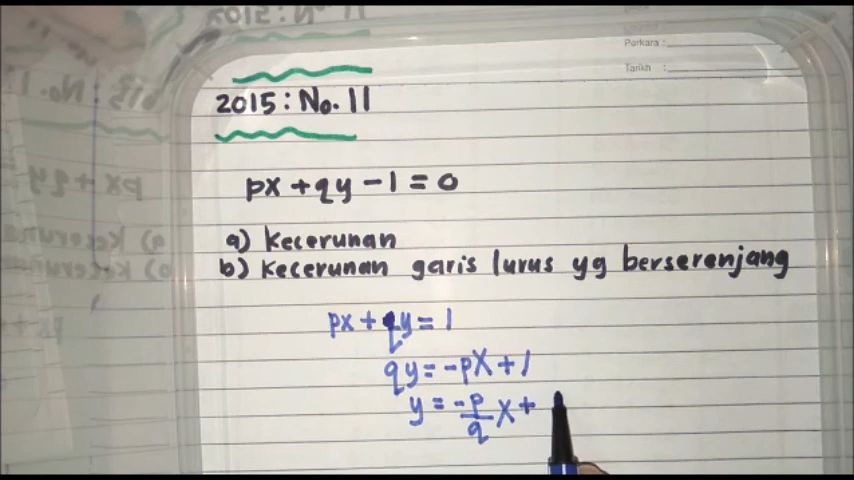 Perkara :
Tarikh :
2015 : No. 11
px + qy - 1 = 0
a) Kecerunan
b) Kecerunan garis lurus yg berserenjang
px + qy = 1
qy = -px + 1
y = -p/q x +